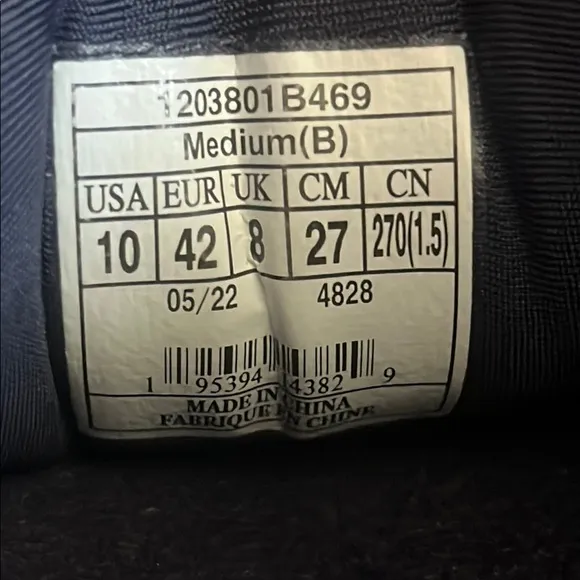 1203801B469
Medium(B)
USA EUR UK CM CN
10 42 8 27 270(1.5)
05/22 4828
1 95394 14382 9
MADE IN CHINA
FABRIQUE EN CHINE